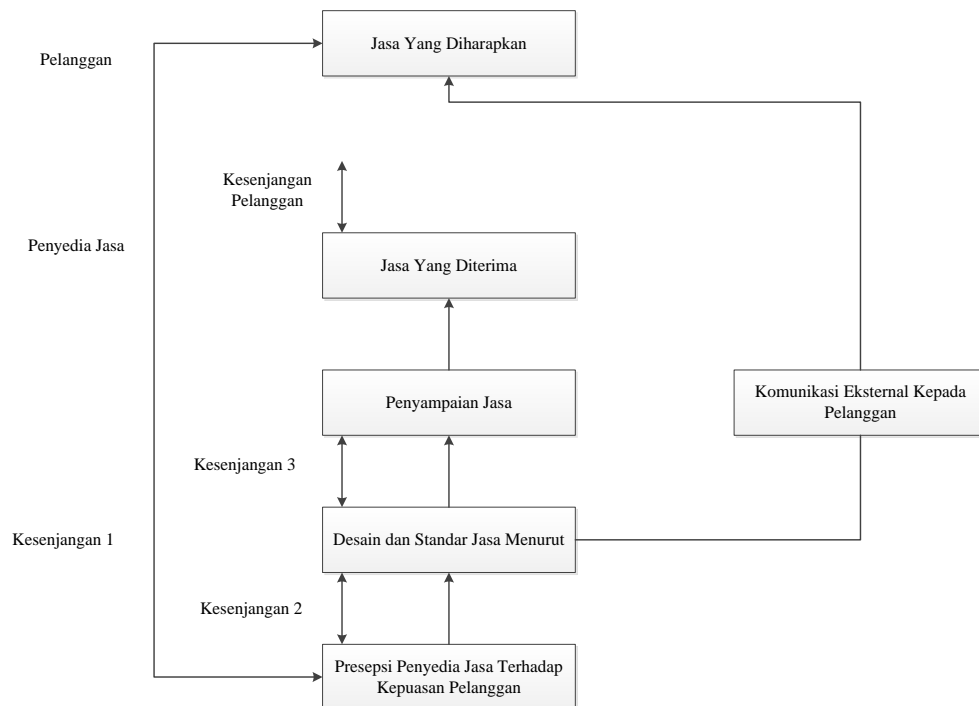 Jasa Yang Diharapkan
Pelanggan
Kesenjangan
Pelanggan
Penyedia Jasa
Jasa Yang Diterima
Penyampaian Jasa
Komunikasi Eksternal Kepada
Pelanggan
Kesenjangan 3
Kesenjangan 1
Desain dan Standar Jasa Menurut
Kesenjangan 2
Presepsi Penyedia Jasa Terhadap
Kepuasan Pelanggan